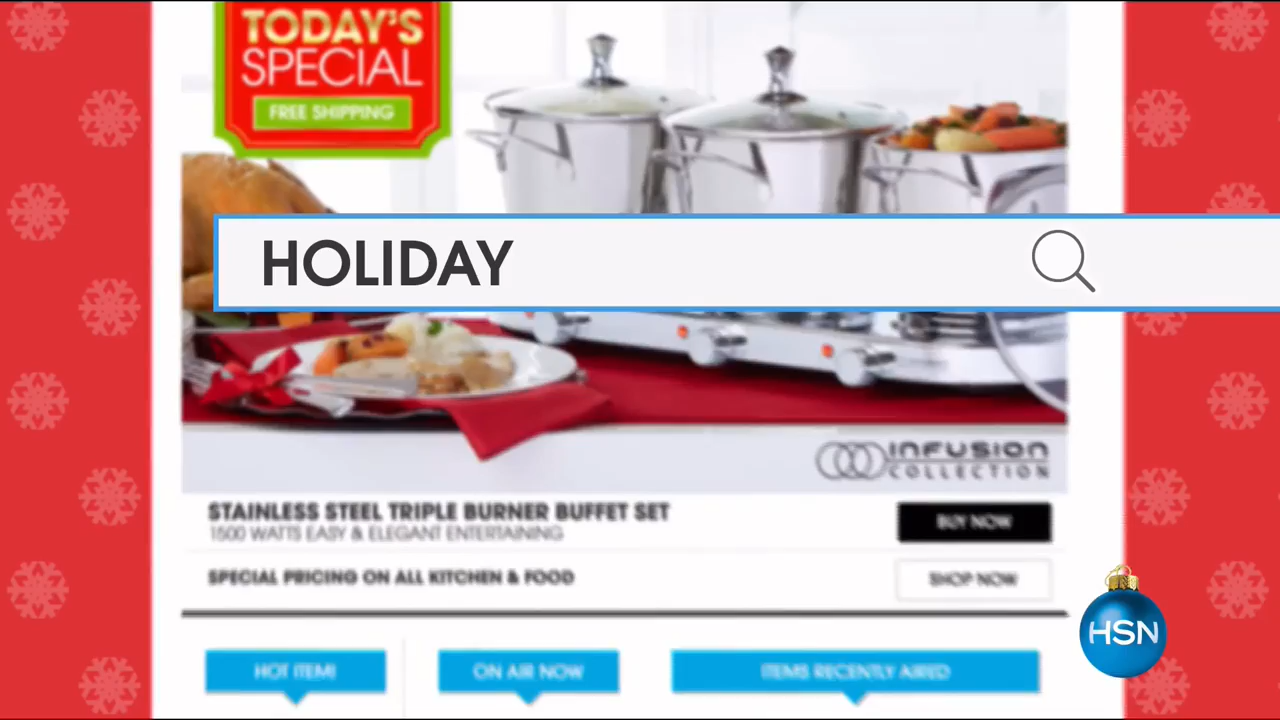 TODAY'S
SPECIAL
FREE SHIPPING
HOLIDAY
INFUSION
COLLECTION
STAINLESS STEEL TRIPLE BURNER BUFFET SET
1500 WATTS EASY & ELEGANT ENTERTAINING
BUY NOW
SPECIAL PRICING ON ALL KITCHEN & FOOD
SHOP NOW
HSN
HOT ITEM!
ON AIR NOW
ITEMS RECENTLY AIRED